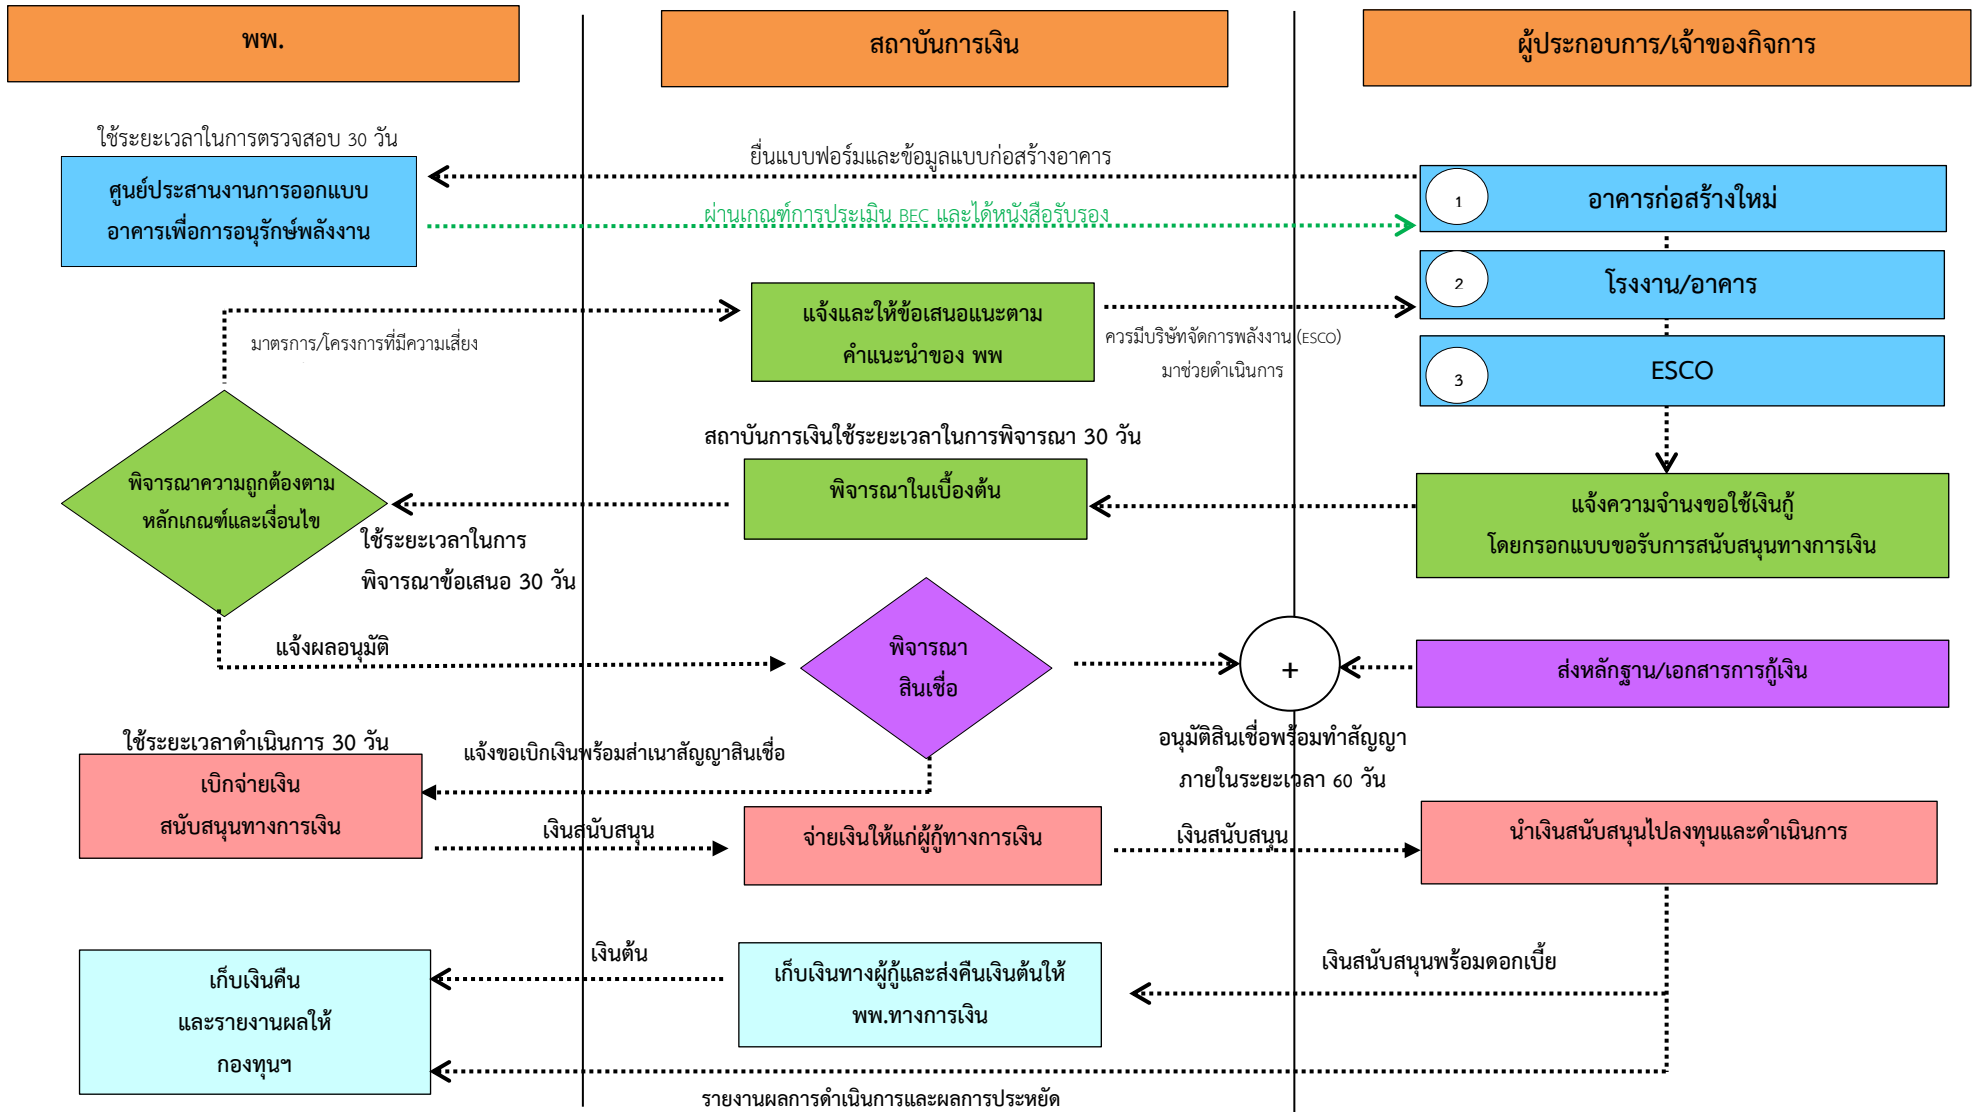 พพ.
สถาบันการเงิน
ผู้ประกอบการ/เจ้าของกิจการ
ใช้ระยะเวลาในการตรวจสอบ 30 วัน
ศูนย์ประสานงานการออกแบบ
อาคารเพื่อการอนุรักษ์พลังงาน
ยื่นแบบฟอร์มและข้อมูลแบบก่อสร้างอาคาร
ผ่านเกณฑ์การประเมิน BEC และได้หนังสือรับรอง
1
อาคารก่อสร้างใหม่
2
โรงงาน/อาคาร
3
ESCO
มาตรการ/โครงการที่มีความเสี่ยง
แจ้งและให้ข้อเสนอแนะตาม
คำแนะนำของ พพ
ควรมีบริษัทจัดการพลังงาน (ESCO)
มาช่วยดำเนินการ
สถาบันการเงินใช้ระยะเวลาในการพิจารณา 30 วัน
พิจารณาความถูกต้องตาม
หลักเกณฑ์และเงื่อนไข
พิจารณาในเบื้องต้น
แจ้งความจำนงขอใช้เงินกู้
โดยกรอกแบบขอรับการสนับสนุนทางการเงิน
ใช้ระยะเวลาในการ
พิจารณาข้อเสนอ 30 วัน
แจ้งผลอนุมัติ
พิจารณา
สินเชื่อ
+
ส่งหลักฐาน/เอกสารการกู้เงิน
ใช้ระยะเวลาดำเนินการ 30 วัน
เบิกจ่ายเงิน
สนับสนุนทางการเงิน
แจ้งขอเบิกเงินพร้อมส่าเนาสัญญาสินเชื่อ
อนุมัติสินเชื่อพร้อมทำสัญญา
ภายในระยะเวลา 60 วัน
เงินสนับสนุน
จ่ายเงินให้แก่ผู้กู้ทางการเงิน
เงินสนับสนุน
นำเงินสนับสนุนไปลงทุนและดำเนินการ
เก็บเงินคืน
และรายงานผลให้
กองทุนฯ
เงินต้น
เก็บเงินทางผู้กู้และส่งคืนเงินต้นให้
พพ.ทางการเงิน
เงินสนับสนุนพร้อมดอกเบี้ย
รายงานผลการดำเนินการและผลการประหยัด